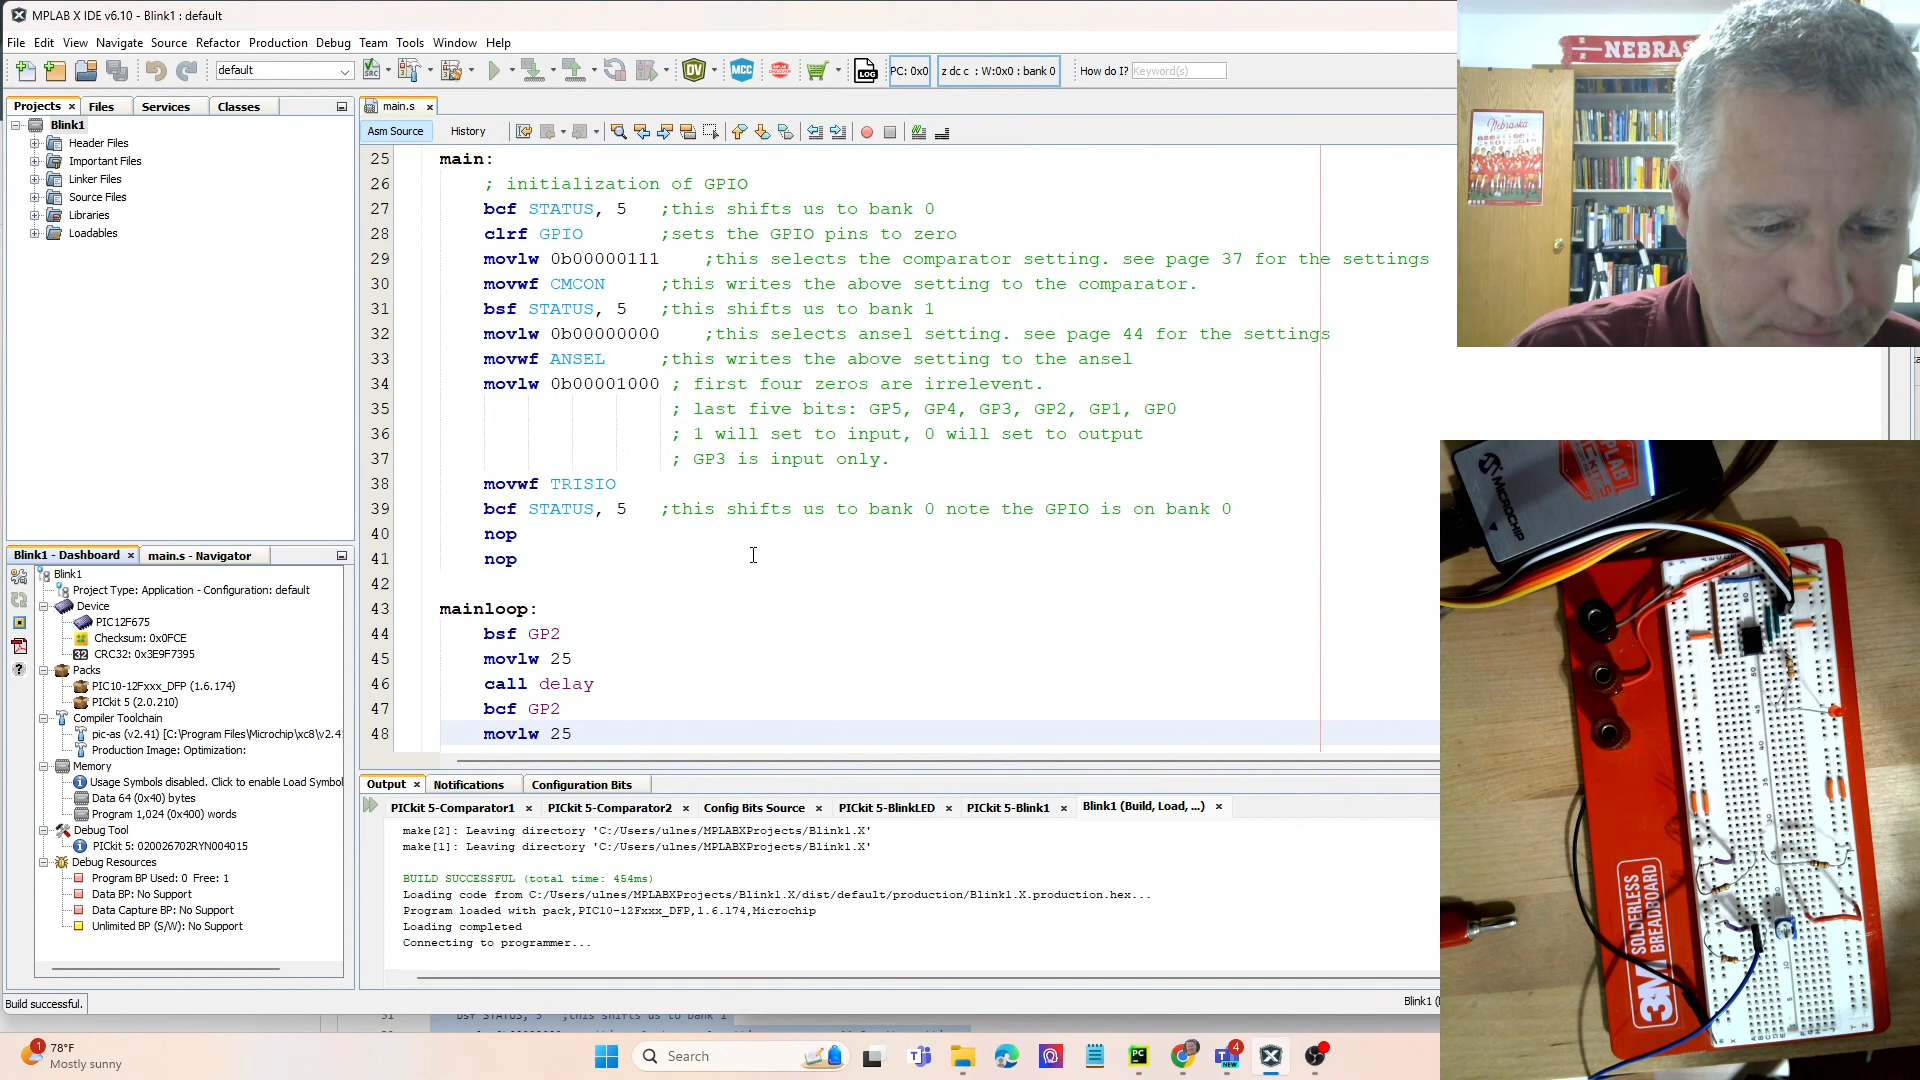 MPLAB X IDE v6.10 - Blink1 : default
File Edit View Navigate Source Refactor Production Debug Team Tools Window Help
default
PC: 0x0
z dc c : W:0x0 : bank 0
How do I? Keyword(s)
Projects Files Services Classes
Blink1
Header Files
Important Files
Linker Files
Source Files
Libraries
Loadables
main.s
Asm Source History
25 main:
26 ; initialization of GPIO
27 bcf STATUS, 5 ;this shifts us to bank 0
28 clrf GPIO ;sets the GPIO pins to zero
29 movlw 0b00000111 ;this selects the comparator setting. see page 37 for the settings
30 movwf CMCON ;this writes the above setting to the comparator.
31 bsf STATUS, 5 ;this shifts us to bank 1
32 movlw 0b00000000 ;this selects ansel setting. see page 44 for the settings
33 movwf ANSEL ;this writes the above setting to the ansel
34 movlw 0b00001000 ; first four zeros are irrelevent.
35 ; last five bits: GP5, GP4, GP3, GP2, GP1, GP0
36 ; 1 will set to input, 0 will set to output
37 ; GP3 is input only.
38 movwf TRISIO
39 bcf STATUS, 5 ;this shifts us to bank 0 note the GPIO is on bank 0
40 nop
41 nop
42
43 mainloop:
44 bsf GP2
45 movlw 25
46 call delay
47 bcf GP2
48 movlw 25
Blink1 - Dashboard main.s - Navigator
Blink1
Project Type: Application - Configuration: default
Device
PIC12F675
Checksum: 0x0FCE
CRC32: 0x3E9F7395
Packs
PIC10-12Fxxx_DFP (1.6.174)
PICkit 5 (2.0.210)
Compiler Toolchain
pic-as (v2.41) [C:\Program Files\Microchip\xc8\v2.4
Production Image: Optimization:
Memory
Usage Symbols disabled. Click to enable Load Symbol
Data 64 (0x40) bytes
Program 1,024 (0x400) words
Debug Tool
PICkit 5: 020026702RYN004015
Debug Resources
Program BP Used: 0 Free: 1
Data BP: No Support
Data Capture BP: No Support
Unlimited BP (S/W): No Support
Build successful.
Output Notifications Configuration Bits
PICkit 5-Comparator1 PICkit 5-Comparator2 Config Bits Source PICkit 5-BlinkLED PICkit 5-Blink1 Blink1 (Build, Load, ...)
make[2]: Leaving directory 'C:/Users/ulnes/MPLABXProjects/Blink1.X'
make[1]: Leaving directory 'C:/Users/ulnes/MPLABXProjects/Blink1.X'
BUILD SUCCESSFUL (total time: 454ms)
Loading code from C:/Users/ulnes/MPLABXProjects/Blink1.X/dist/default/production/Blink1.X.production.hex...
Program loaded with pack,PIC10-12Fxxx_DFP,1.6.174,Microchip
Loading completed
Connecting to programmer...
Blink1 (
NEBRAS
Nebraska
MICROCHIP
MPLAB
3M
SOLDERLESS
BREADBOARD
1
78°F
Mostly sunny
Search
4
NEW